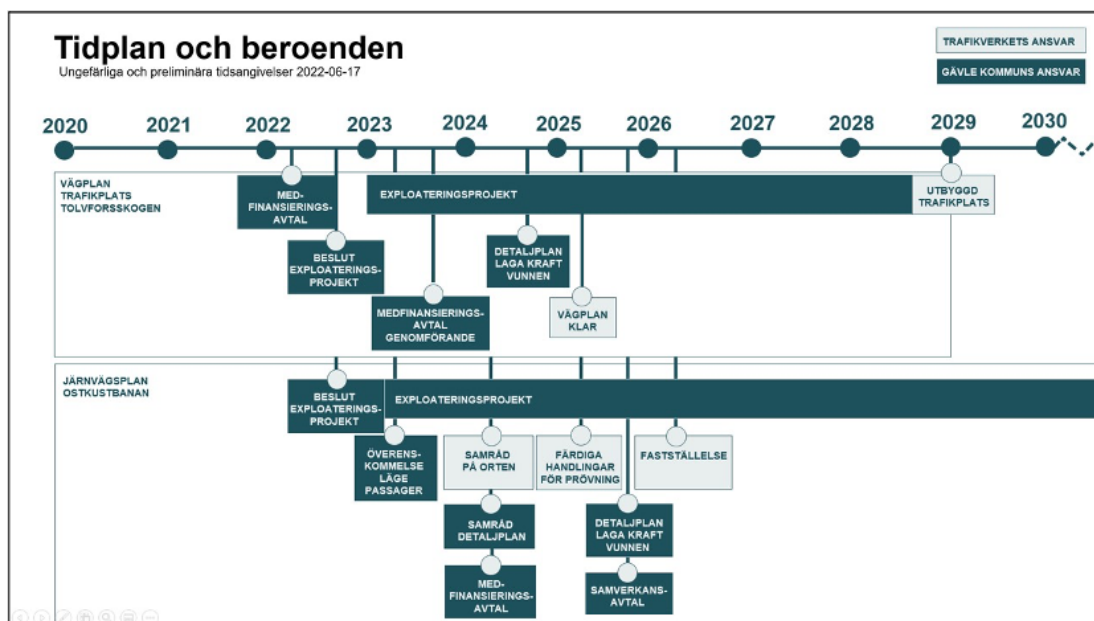 Tidplan och beroenden
Ungefärliga och preliminära tidsangivelser 2022-06-17
TRAFIKVERKETS ANSVAR
GÄVLE KOMMUNS ANSVAR
2020
2021
2022
2023
2024
2025
2026
2027
2028
2029
2030
VÄGPLAN
TRAFIKPLATS
TOLVFORSSKOGEN
MED-
FINANSIERINGS-
AVTAL
EXPLOATERINGSPROJEKT
UTBYGGD
TRAFIKPLATS
BESLUT
EXPLOATERINGS-
PROJEKT
DETALJPLAN
LAGA KRAFT
VUNNEN
MEDFINANSIERINGS-
AVTAL
GENOMFÖRANDE
VÄGPLAN
KLAR
JÄRNVÄGSPLAN
OSTKUSTBANAN
BESLUT
EXPLOATERINGS-
PROJEKT
EXPLOATERINGSPROJEKT
ÖVERENS-
KOMMELSE
LÄGE
PASSAGER
SAMRÅD
PÅ ORTEN
FÄRDIGA
HANDLINGAR
FÖR PRÖVNING
FASTSTÄLLELSE
SAMRÅD
DETALJPLAN
DETALJPLAN
LAGA KRAFT
VUNNEN
MED-
FINANSIERINGS-
AVTAL
SAMVERKANS-
AVTAL